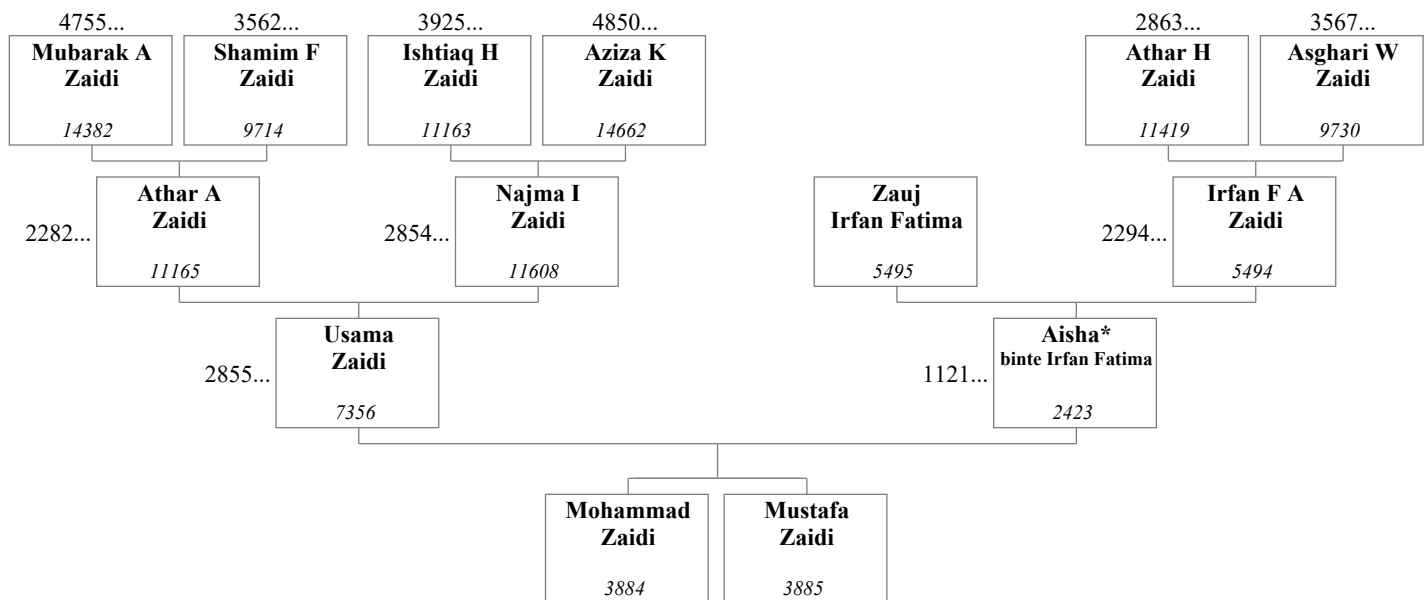 4755... 3562... 3925... 4850... 2863... 3567...
Mubarak A Zaidi
14382
Shamim F Zaidi
9714
Ishtiaq H Zaidi
11163
Aziza K Zaidi
14662
Athar H Zaidi
11419
Asghari W Zaidi
9730
2282...
Athar A
Zaidi
11165
2854...
Najma I
Zaidi
11608
Zauj
Irfan Fatima
5495
2294...
Irfan F A
Zaidi
5494
2855...
Usama
Zaidi
7356
1121...
Aisha*
binte Irfan Fatima
2423
Mohammad
Zaidi
3884
Mustafa
Zaidi
3885